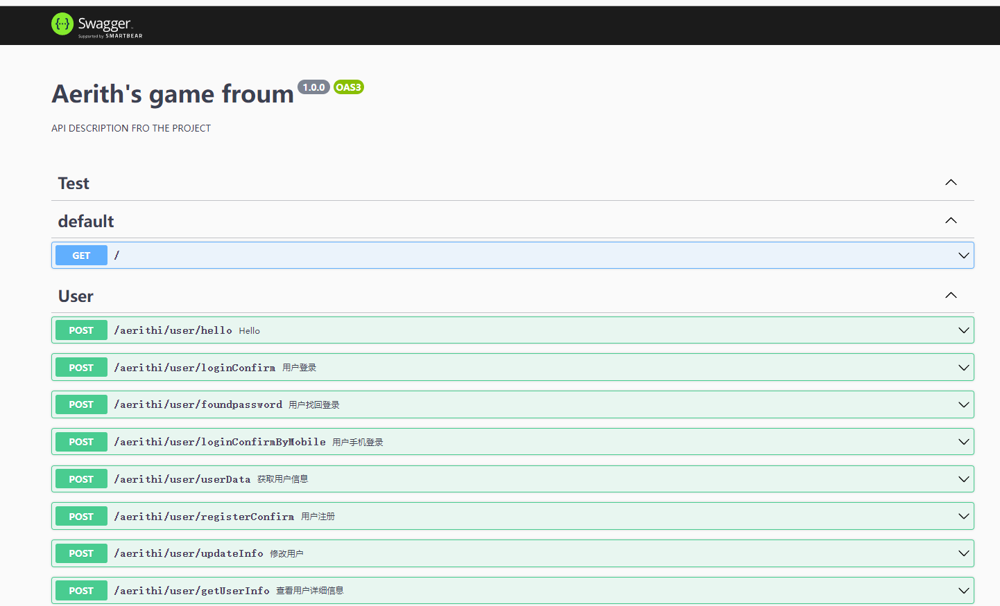 Swagger
Supported by SMARTBEAR
Aerith's game froum 1.0.0 OAS3
API DESCRIPTION FRO THE PROJECT
Test
default
GET /
User
POST /aerithi/user/hello Hello
POST /aerithi/user/loginConfirm 用户登录
POST /aerithi/user/foundpassword 用户找回登录
POST /aerithi/user/loginConfirmByMobile 用户手机登录
POST /aerithi/user/userData 获取用户信息
POST /aerithi/user/registerConfirm 用户注册
POST /aerithi/user/updateInfo 修改用户
POST /aerithi/user/getUserInfo 查看用户详细信息